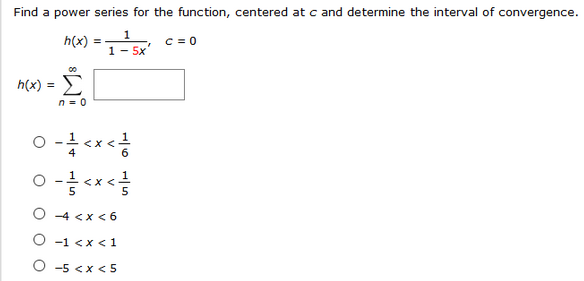 Find a power series for the function, centered at c and determine the interval of convergence.
h(x) = 1/(1 − 5x), c = 0
h(x) = ∞ Σ n = 0
−1/4 < x < 1/6
−1/5 < x < 1/5
−4 < x < 6
−1 < x < 1
−5 < x < 5